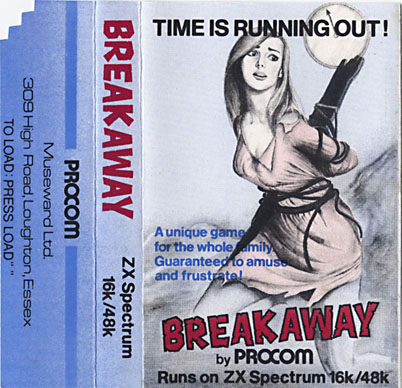 TIME IS RUNNING OUT!
A unique game
for the whole family.
Guaranteed to amuse
and frustrate!
BREAKAWAY
by PROCOM
Runs on ZX Spectrum 16k/48k
BREAKAWAY
ZX Spectrum
16k/48k
PROCOM
Museward Ltd.
309 High Road, Loughton, Essex
TO LOAD: PRESS LOAD" "